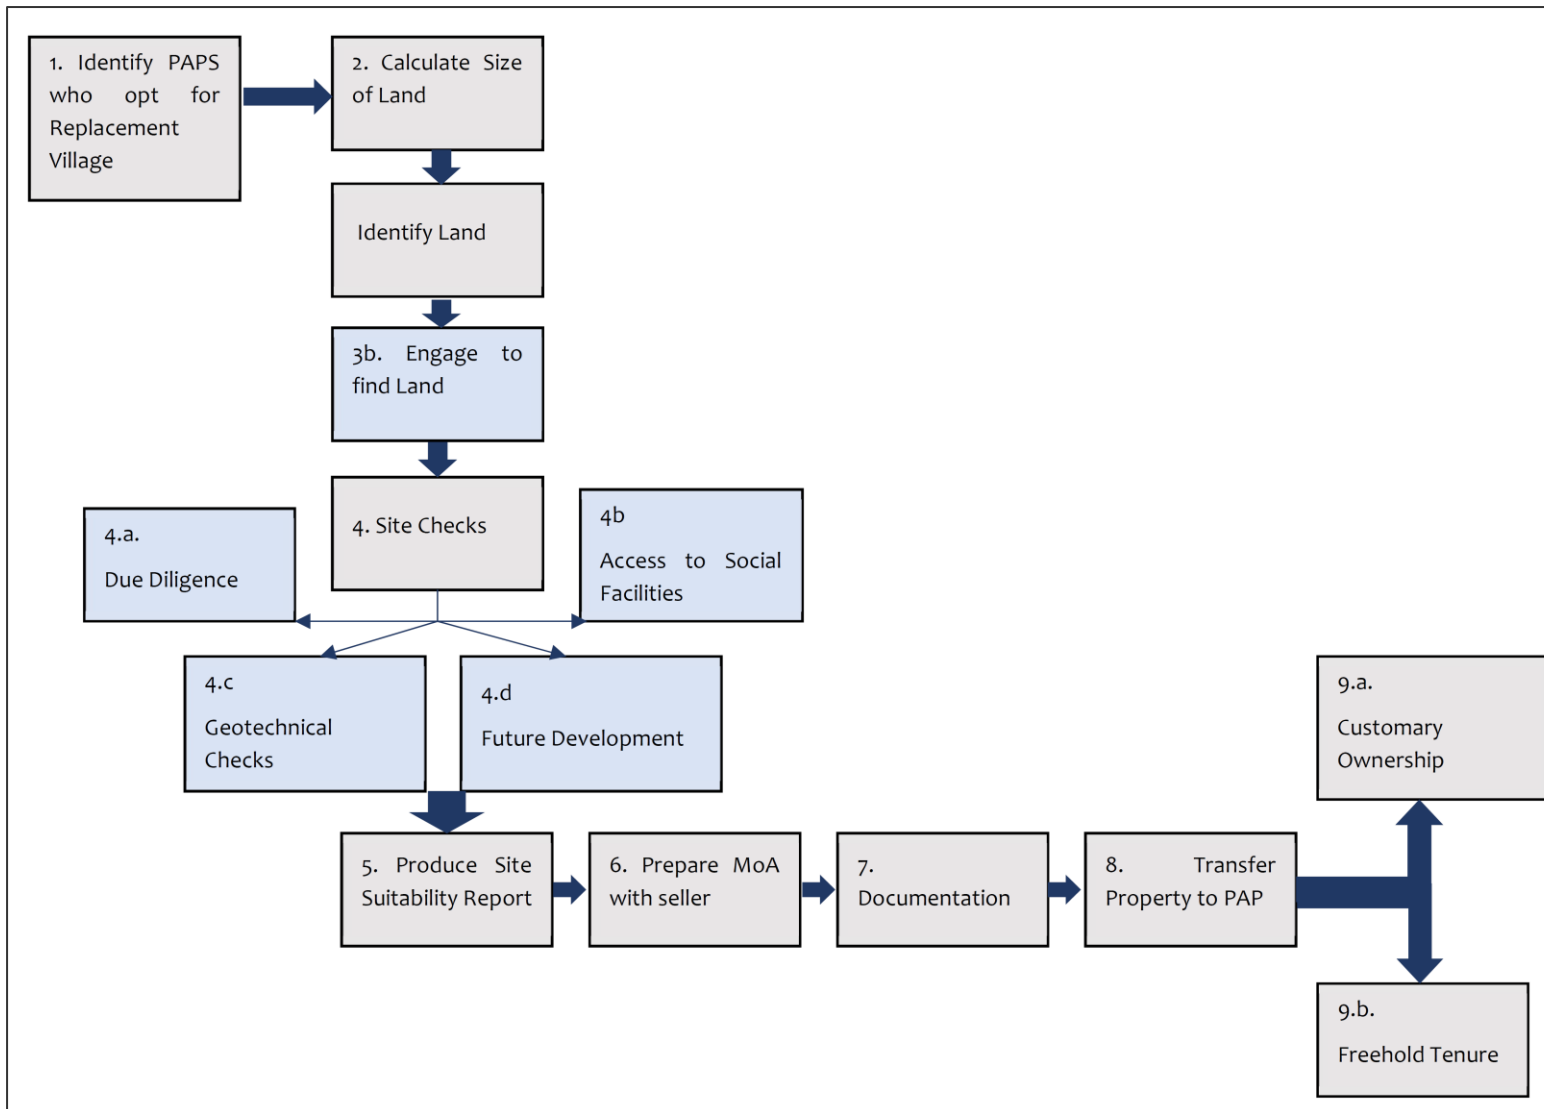 1. Identify PAPS
who opt for
Replacement
Village
2. Calculate Size
of Land
Identify Land
3b. Engage to
find Land
4. Site Checks
4.a.
Due Diligence
4b
Access to Social
Facilities
4.c
Geotechnical
Checks
4.d
Future Development
5. Produce Site
Suitability Report
6. Prepare MoA
with seller
7.
Documentation
8. Transfer
Property to PAP
9.a.
Customary
Ownership
9.b.
Freehold Tenure